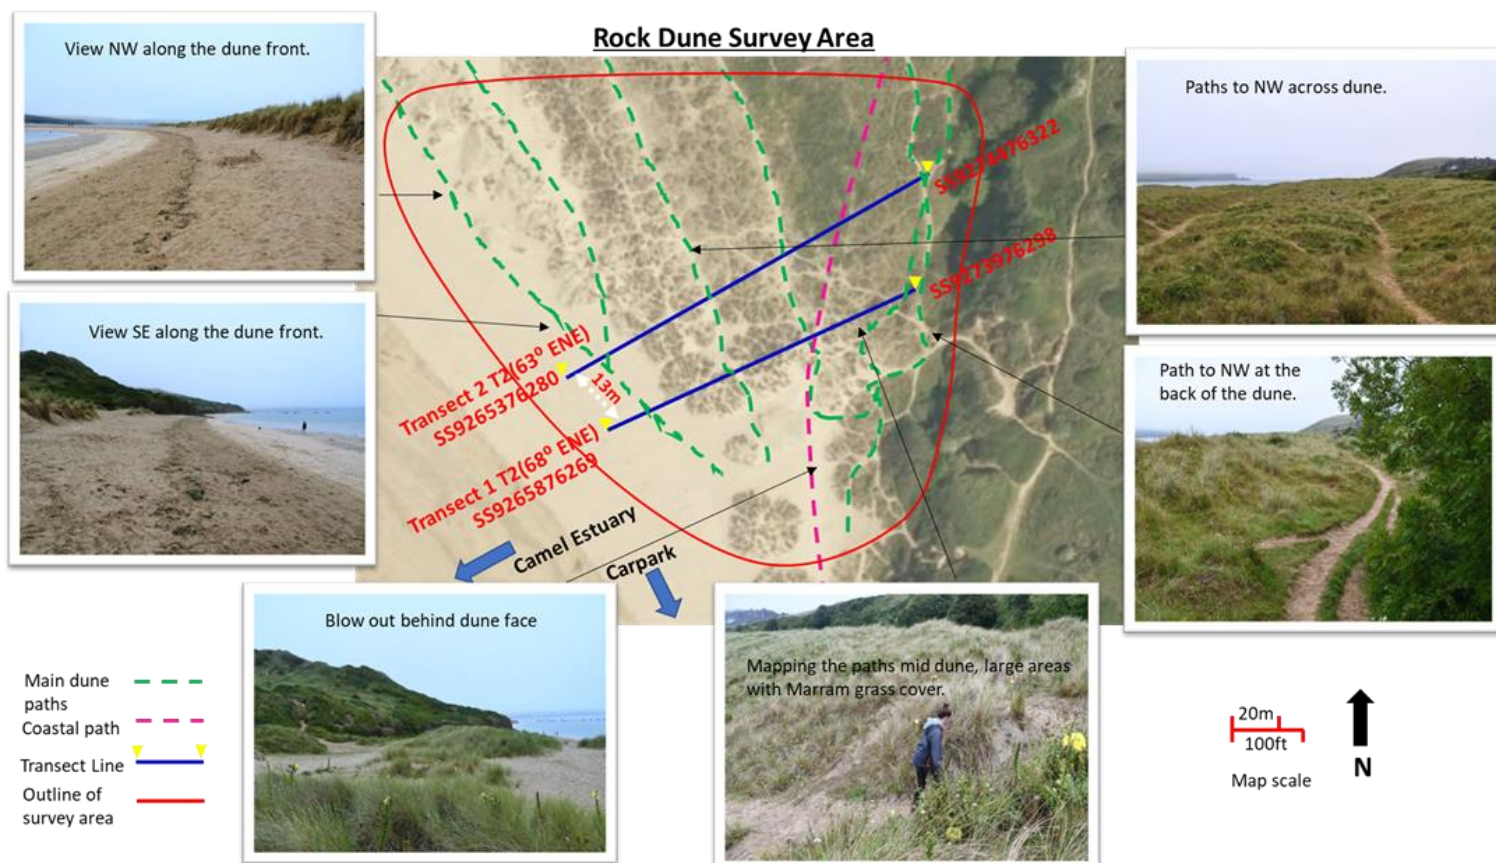 Rock Dune Survey Area
View NW along the dune front.
View SE along the dune front.
Paths to NW across dune.
Path to NW at the
back of the dune.
SS9274476322
SS9273976298
Transect 2 T2(63° ENE)
SS9265376280
13m
Transect 1 T2(68° ENE)
SS9265876269
Camel Estuary
Carpark
Blow out behind dune face
Mapping the paths mid dune, large areas
with Marram grass cover.
Main dune
paths
Coastal path
Transect Line
Outline of
survey area
20m
100ft
Map scale
N